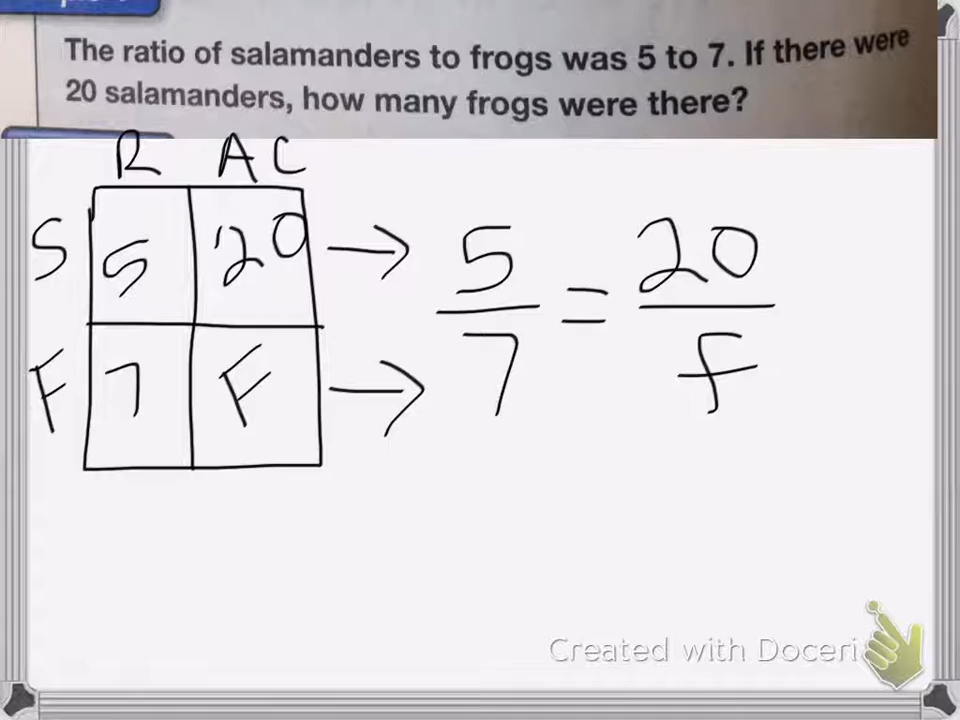 The ratio of salamanders to frogs was 5 to 7. If there were
20 salamanders, how many frogs were there?
R AC
S 5 20 → 5/7 = 20/f
F 7 F →
Created with Doceri